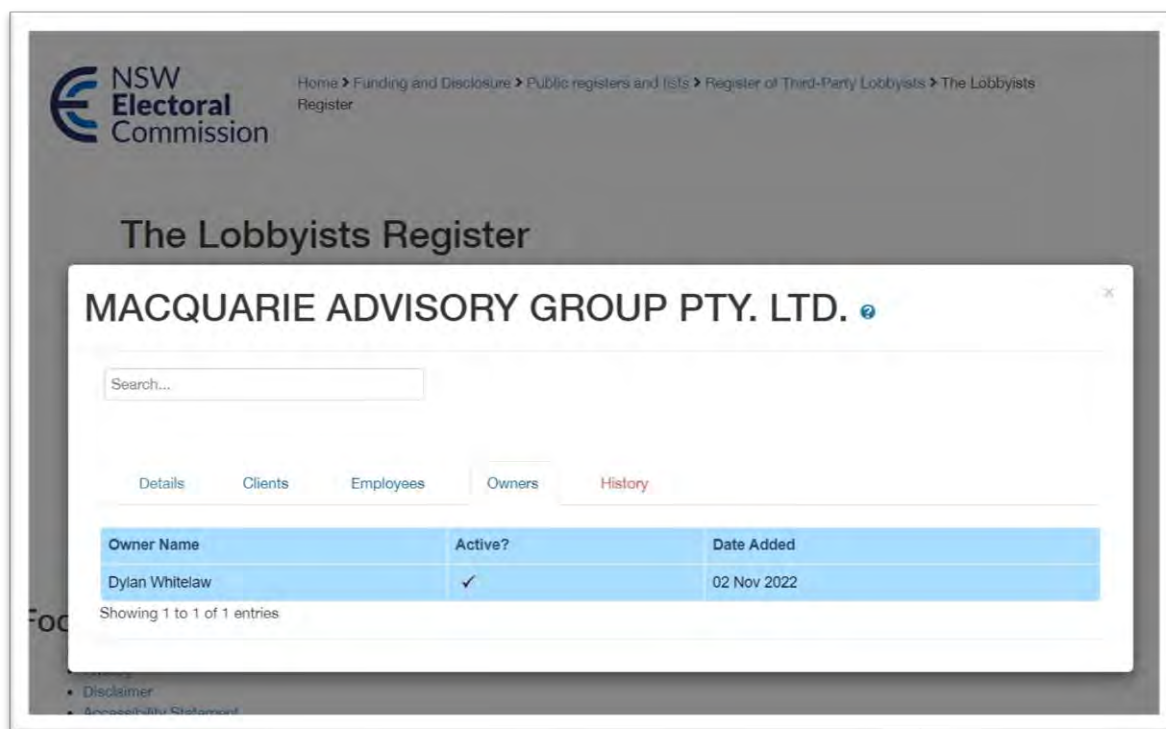 NSW
Electoral
Commission
Home > Funding and Disclosure > Public registers and lists > Register of Third-Party Lobbyists > The Lobbyists
Register
The Lobbyists Register
MACQUARIE ADVISORY GROUP PTY. LTD. ?
×
Search...
Details Clients Employees Owners History
Owner Name Active? Date Added
Dylan Whitelaw ✓ 02 Nov 2022
Showing 1 to 1 of 1 entries
Foo
Disclaimer
Accessibility Statement